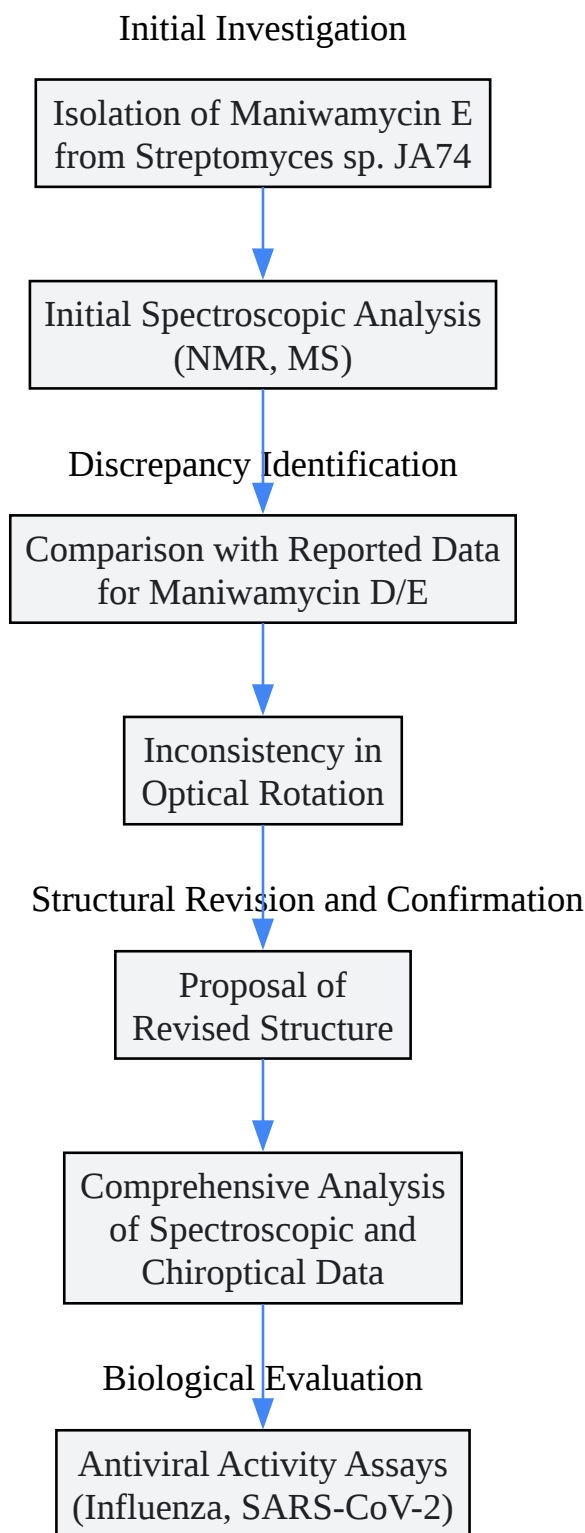 Initial Investigation
Isolation of Maniwamycin E
from Streptomyces sp. JA74
Initial Spectroscopic Analysis
(NMR, MS)
Discrepancy Identification
Comparison with Reported Data
for Maniwamycin D/E
Inconsistency in
Optical Rotation
Structural Revision and Confirmation
Proposal of
Revised Structure
Comprehensive Analysis
of Spectroscopic and
Chiroptical Data
Biological Evaluation
Antiviral Activity Assays
(Influenza, SARS-CoV-2)